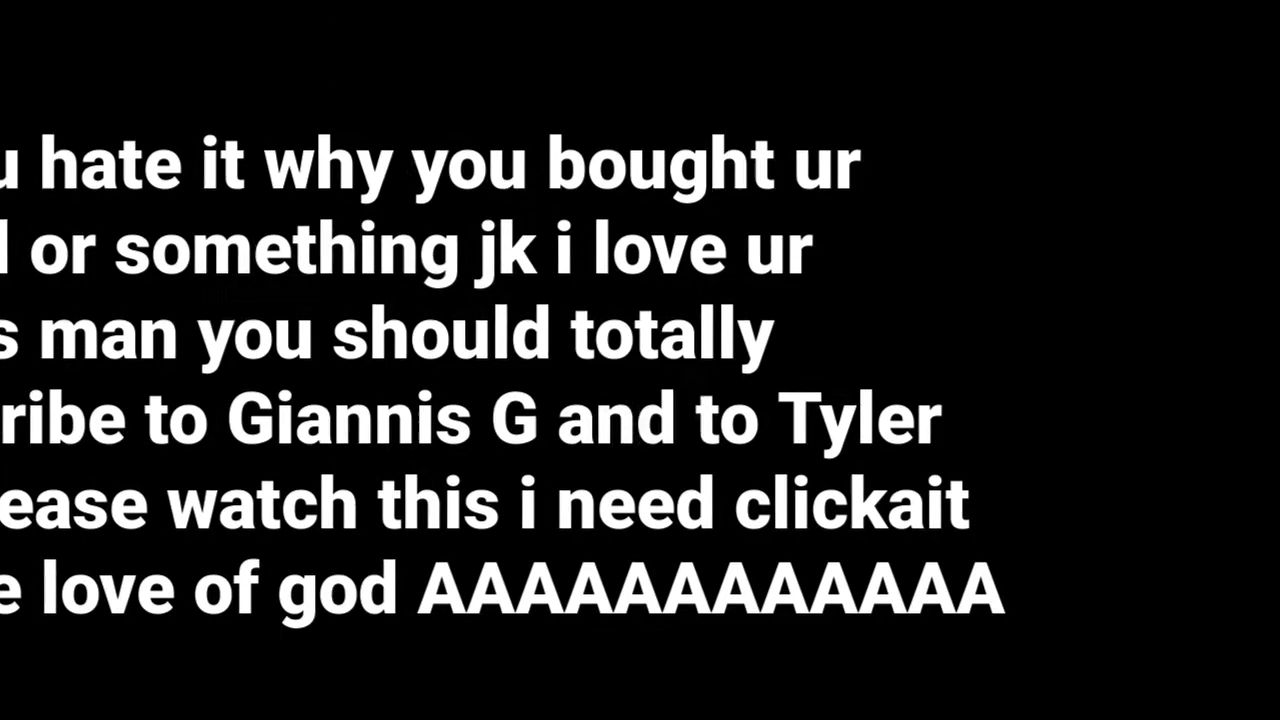 u hate it why you bought ur
or something jk i love ur
s man you should totally
ribe to Giannis G and to Tyler
ease watch this i need clickait
e love of god AAAAAAAAAAAAA